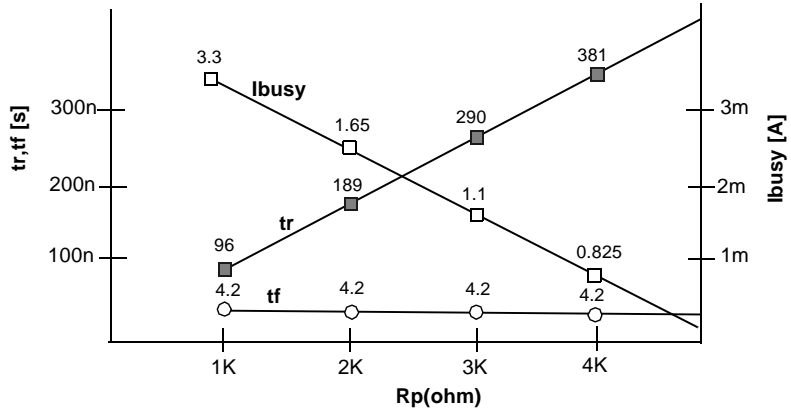 3.3
Ibusy
381
300n
3m
1.65
290
tr,tf [s]
Ibusy [A]
200n
189
1.1
2m
tr
96
0.825
100n
1m
4.2
tf
4.2
4.2
4.2
1K
2K
3K
4K
Rp(ohm)